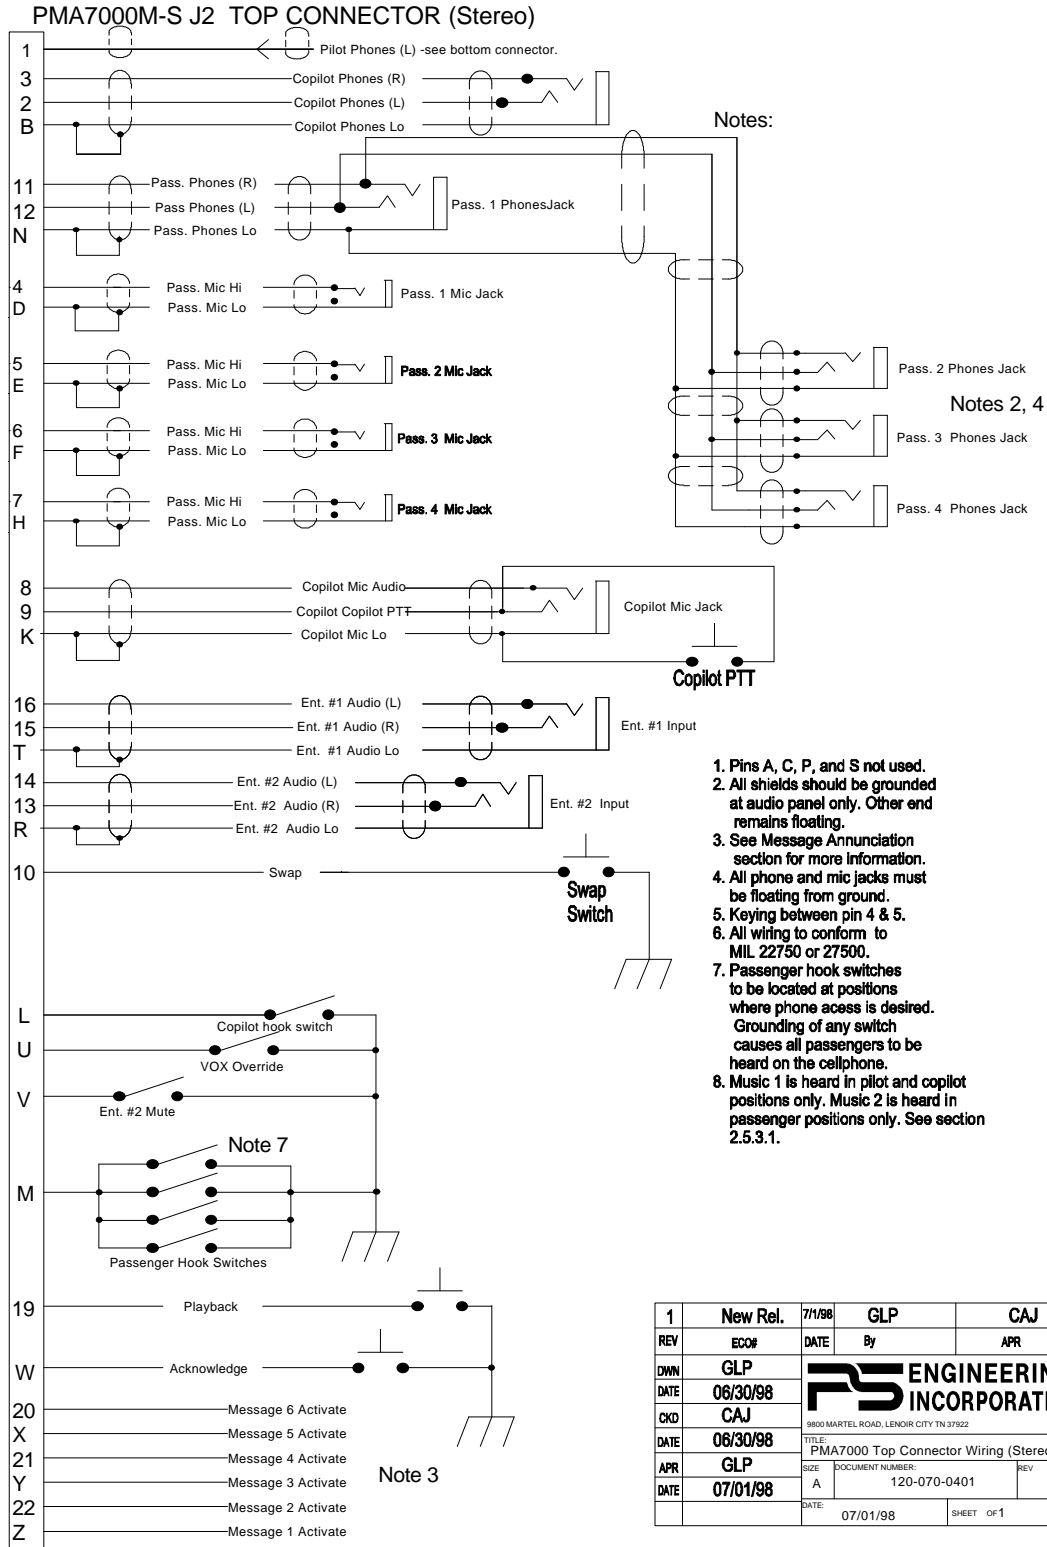 PMA7000M-S J2 TOP CONNECTOR (Stereo)
1 Pilot Phones (L) -see bottom connector.
3 Copilot Phones (R)
2 Copilot Phones (L)
B Copilot Phones Lo
Notes:
11 Pass. Phones (R)
12 Pass Phones (L) Pass. 1 PhonesJack
N Pass. Phones Lo
4 Pass. Mic Hi Pass. 1 Mic Jack
D Pass. Mic Lo
5 Pass. Mic Hi Pass. 2 Mic Jack
E Pass. Mic Lo
Pass. 2 Phones Jack
Notes 2, 4
6 Pass. Mic Hi Pass. 3 Mic Jack
F Pass. Mic Lo
Pass. 3 Phones Jack
7 Pass. Mic Hi Pass. 4 Mic Jack
H Pass. Mic Lo
Pass. 4 Phones Jack
8 Copilot Mic Audio
9 Copilot Copilot PTT Copilot Mic Jack
K Copilot Mic Lo
Copilot PTT
16 Ent. #1 Audio (L)
15 Ent. #1 Audio (R) Ent. #1 Input
T Ent. #1 Audio Lo
14 Ent. #2 Audio (L)
13 Ent. #2 Audio (R) Ent. #2 Input
R Ent. #2 Audio Lo
10 Swap
Swap
Switch
1. Pins A, C, P, and S not used.
2. All shields should be grounded
at audio panel only. Other end
remains floating.
3. See Message Annunciation
section for more information.
4. All phone and mic jacks must
be floating from ground.
5. Keying between pin 4 & 5.
6. All wiring to conform to
MIL 22750 or 27500.
7. Passenger hook switches
to be located at positions
where phone acess is desired.
Grounding of any switch
causes all passengers to be
heard on the cellphone.
8. Music 1 is heard in pilot and copilot
positions only. Music 2 is heard in
passenger positions only. See section
2.5.3.1.
L Copilot hook switch
U VOX Override
V Ent. #2 Mute
Note 7
M
Passenger Hook Switches
19 Playback
W Acknowledge
20 Message 6 Activate
X Message 5 Activate
21 Message 4 Activate
Y Message 3 Activate
22 Message 2 Activate
Z Message 1 Activate
Note 3
1 New Rel. 7/1/98 GLP CAJ
REV ECO# DATE By APR
DWN GLP
DATE 06/30/98
CKD CAJ
DATE 06/30/98
APR GLP
DATE 07/01/98
PS ENGINEERIN
INCORPORATE
9800 MARTEL ROAD, LENOIR CITY TN 37922
TITLE:
PMA7000 Top Connector Wiring (Stereo
SIZE DOCUMENT NUMBER: REV
A 120-070-0401
DATE: 07/01/98 SHEET OF 1